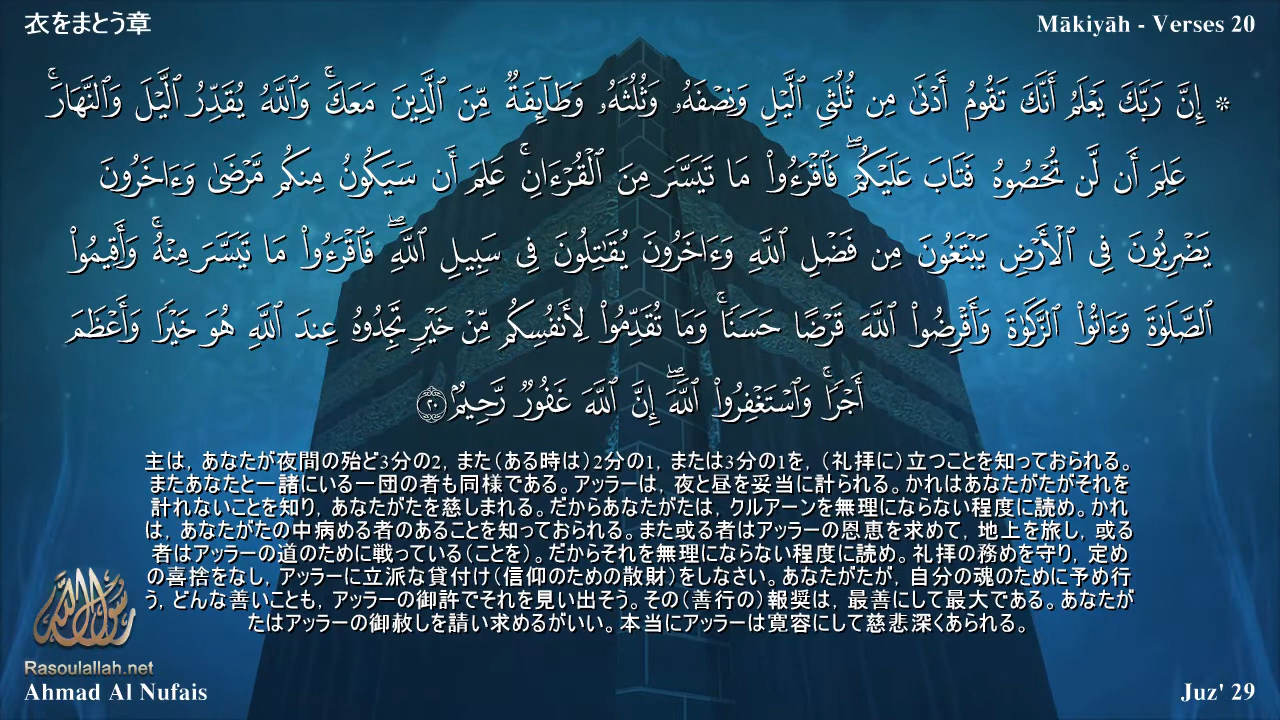 衣をまとう章
Mākiyāh - Verses 20
* إِنَّ رَبَّكَ يَعْلَمُ أَنَّكَ تَقُومُ أَدْنَىٰ مِن ثُلُثَىِ ٱلَّيْلِ وَنِصْفَهُۥ وَثُلُثَهُۥ وَطَآئِفَةٌ مِّنَ ٱلَّذِينَ مَعَكَ ۚ وَٱللَّهُ يُقَدِّرُ ٱلَّيْلَ وَٱلنَّهَارَ ۚ
عَلِمَ أَن لَّن تُحْصُوهُ فَتَابَ عَلَيْكُمْ ۖ فَٱقْرَءُوا۟ مَا تَيَسَّرَ مِنَ ٱلْقُرْءَانِ ۚ عَلِمَ أَن سَيَكُونُ مِنكُم مَّرْضَىٰ وَءَاخَرُونَ
يَضْرِبُونَ فِى ٱلْأَرْضِ يَبْتَغُونَ مِن فَضْلِ ٱللَّهِ وَءَاخَرُونَ يُقَـٰتِلُونَ فِى سَبِيلِ ٱللَّهِ ۖ فَٱقْرَءُوا۟ مَا تَيَسَّرَ مِنْهُ ۚ وَأَقِيمُوا۟
ٱلصَّلَوٰةَ وَءَاتُوا۟ ٱلزَّكَوٰةَ وَأَقْرِضُوا۟ ٱللَّهَ قَرْضًا حَسَنًا ۚ وَمَا تُقَدِّمُوا۟ لِأَنفُسِكُم مِّنْ خَيْرٍ تَجِدُوهُ عِندَ ٱللَّهِ هُوَ خَيْرًا وَأَعْظَمَ
أَجْرًا ۚ وَٱسْتَغْفِرُوا۟ ٱللَّهَ ۖ إِنَّ ٱللَّهَ غَفُورٌ رَّحِيمٌۢ ٢٠
主は, あなたが夜間の殆ど3分の2, また(ある時は)2分の1, または3分の1を, (礼拝に)立つことを知っておられる。
またあなたと一諸にいる一団の者も同様である。アッラーは, 夜と昼を妥当に計られる。かれはあなたがたがそれを
計れないことを知り, あなたがたを慈しまれる。だからあなたがたは, クルアーンを無理にならない程度に読め。かれ
は, あなたがたの中病める者のあることを知っておられる。また或る者はアッラーの恩恵を求めて, 地上を旅し, 或る
者はアッラーの道のために戦っている(ことを)。だからそれを無理にならない程度に読め。礼拝の務めを守り, 定め
の喜捨をなし, アッラーに立派な貸付け(信仰のための散財)をしなさい。あなたがたが, 自分の魂のために予め行
う, どんな善いことも, アッラーの御許でそれを見い出そう。その(善行の)報奨は, 最善にして最大である。あなたが
たはアッラーの御赦しを請い求めるがいい。本当にアッラーは寛容にして慈悲深くあられる。
رسول الله
Rasoulallah.net
Ahmad Al Nufais
Juz' 29